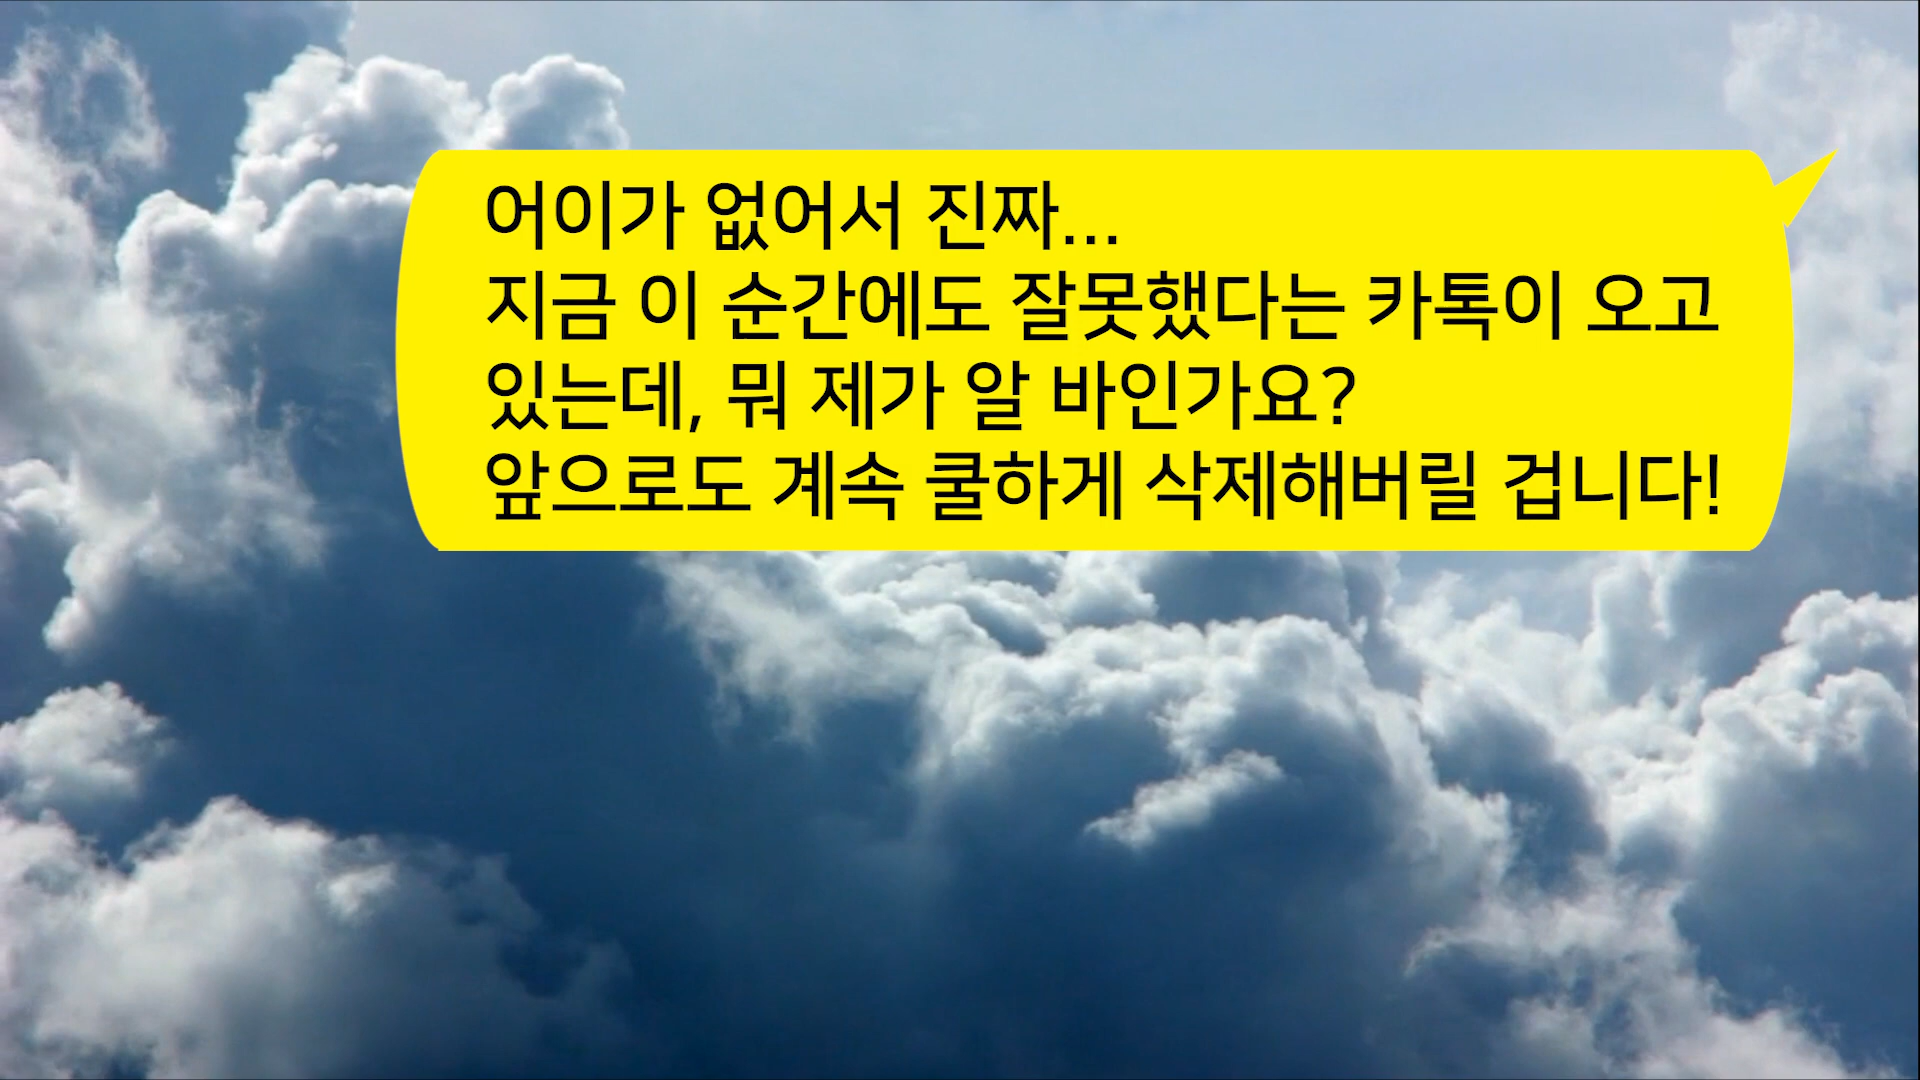 어이가 없어서 진짜...
지금 이 순간에도 잘못했다는 카톡이 오고
있는데, 뭐 제가 알 바인가요?
앞으로도 계속 쿨하게 삭제해버릴 겁니다!